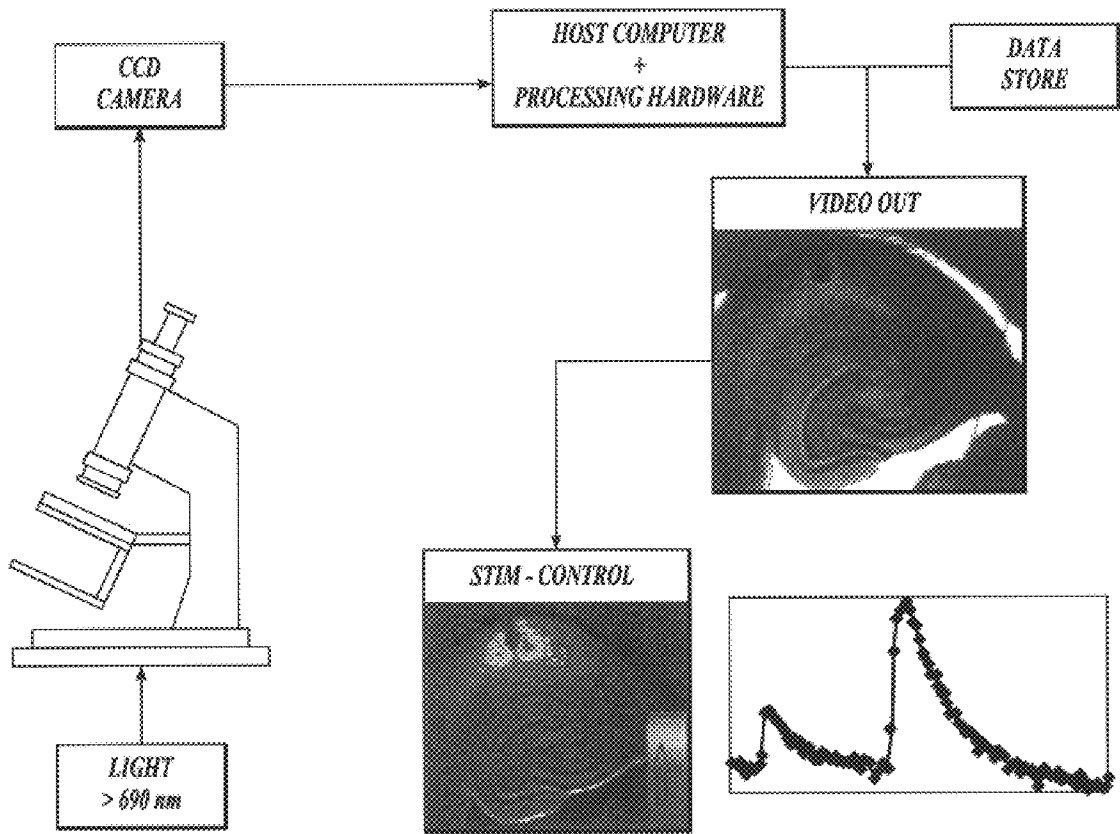 CCD
CAMERA
HOST COMPUTER
+
PROCESSING HARDWARE
DATA
STORE
VIDEO OUT
STIM - CONTROL
LIGHT
> 690 nm